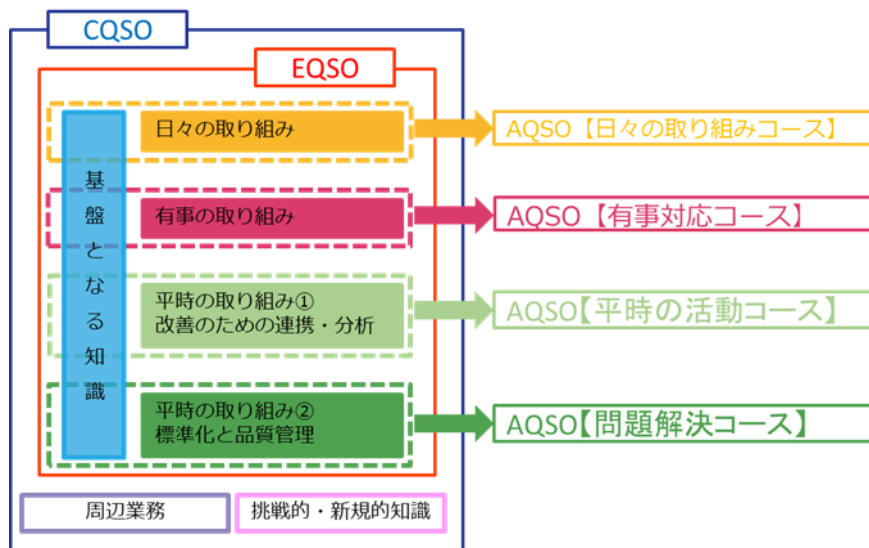 CQSO
EQSO
基盤となる知識
日々の取り組み
AQSO【日々の取り組みコース】
有事の取り組み
AQSO【有事対応コース】
平時の取り組み①
改善のための連携・分析
AQSO【平時の活動コース】
平時の取り組み②
標準化と品質管理
AQSO【問題解決コース】
周辺業務
挑戦的・新規的知識